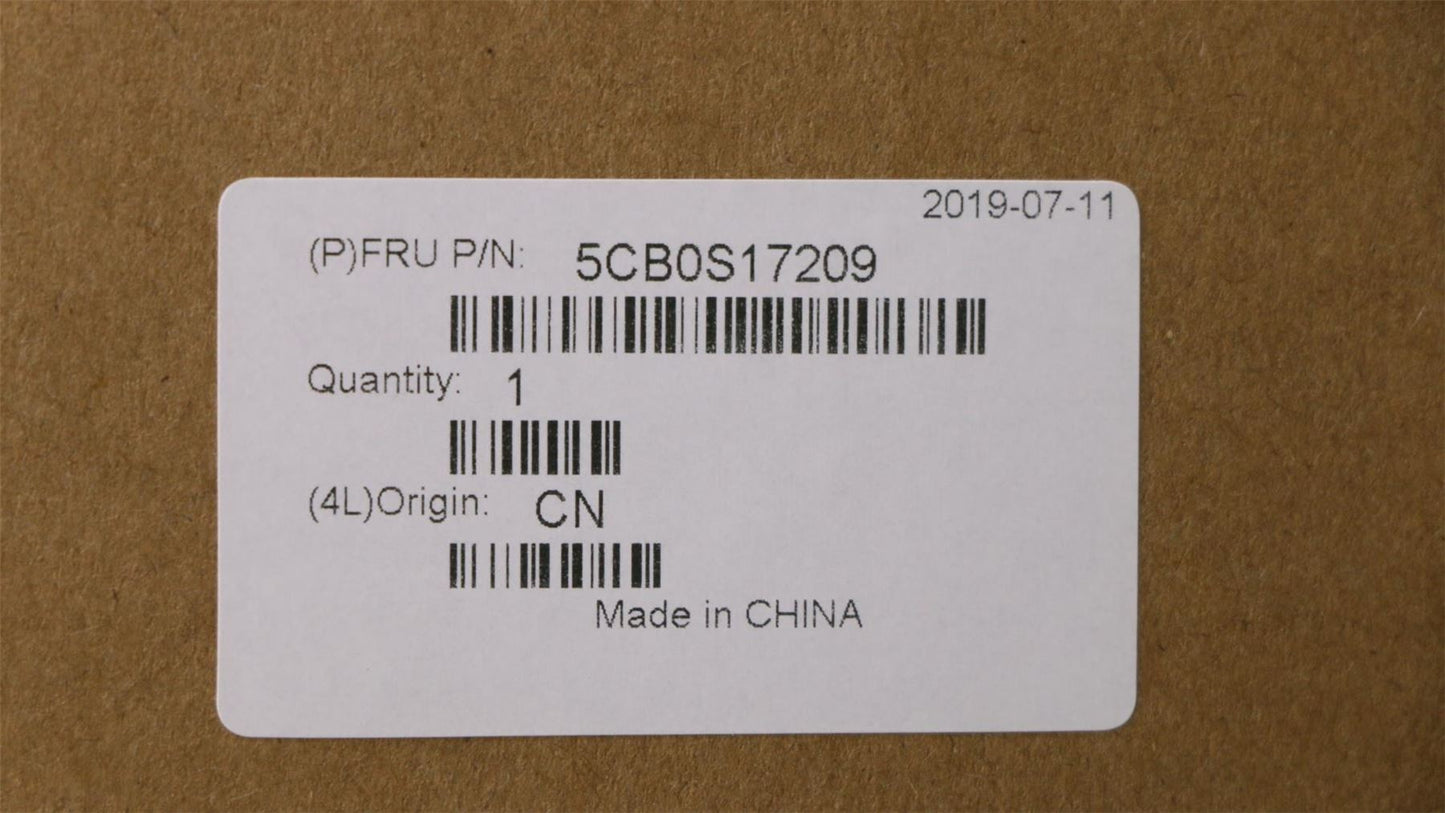 2019-07-11
(P)FRU P/N: 5CB0S17209
Quantity: 1
(4L)Origin: CN
Made in CHINA